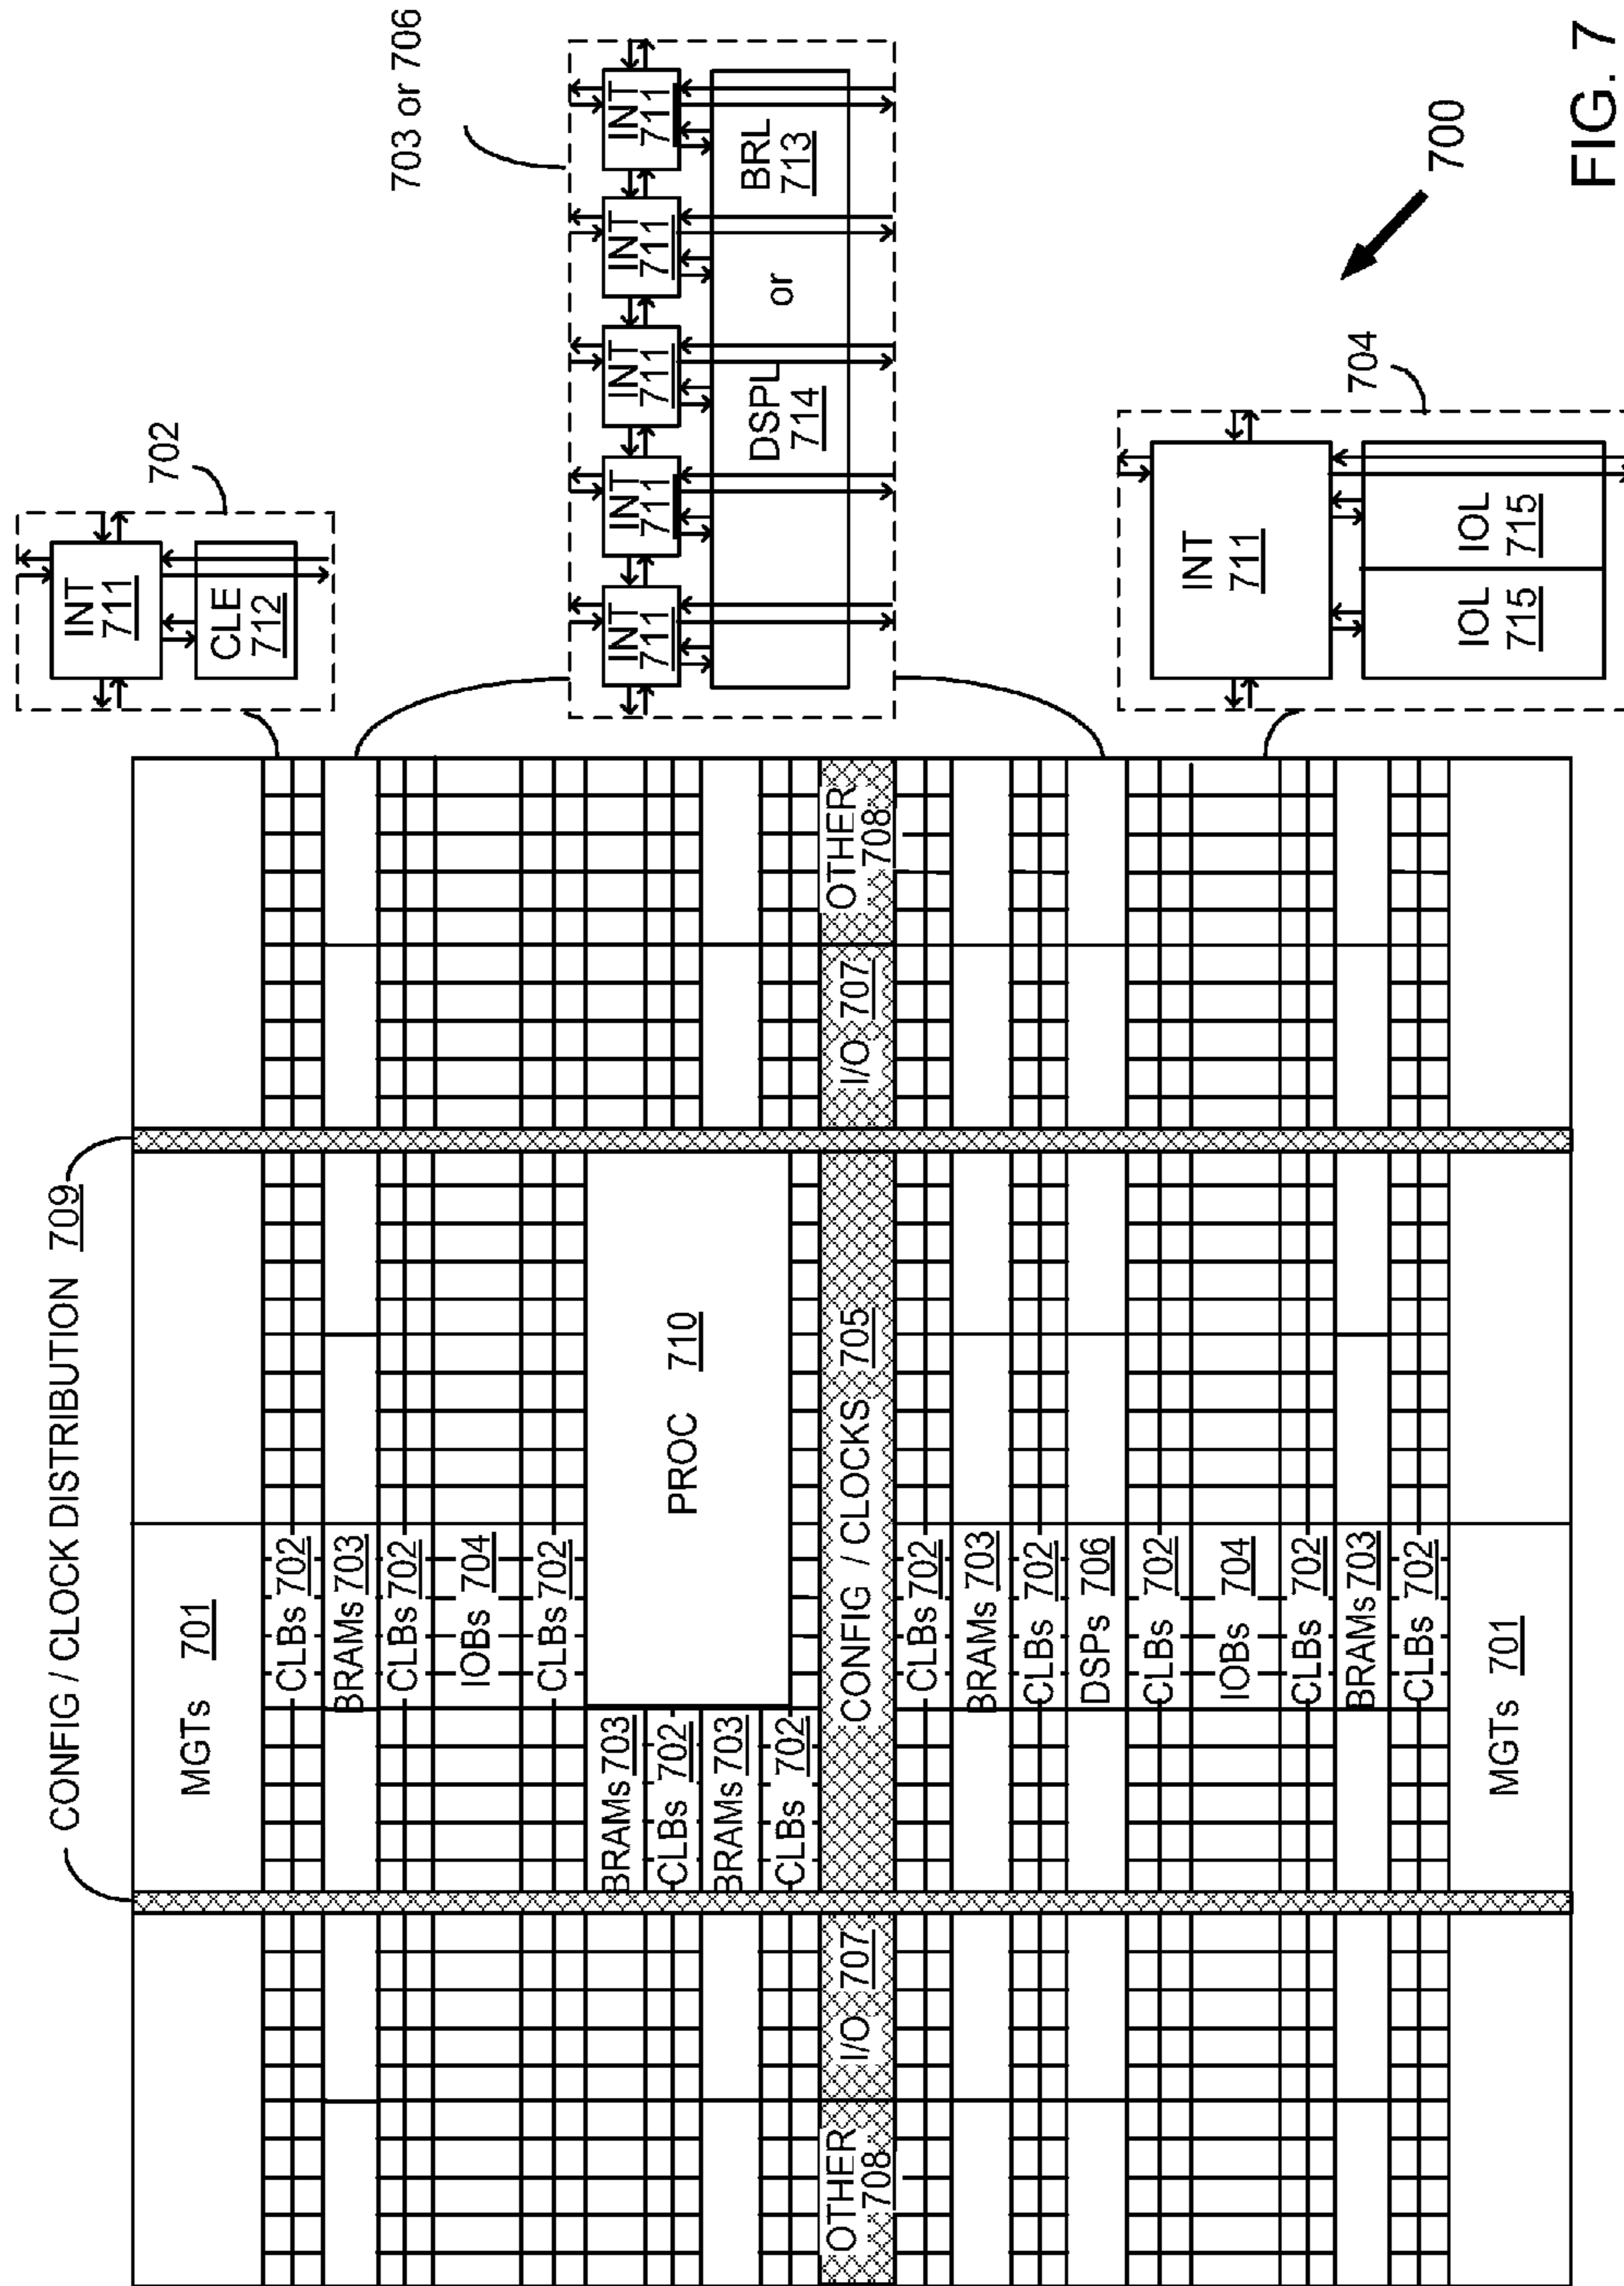 CONFIG / CLOCK DISTRIBUTION 709
MGTs 701
CLBs 702
BRAMs 703
CLBs 702
IOBs 704
CLBs 702
BRAMs 703
CLBs 702
BRAMs 703
CLBs 702
PROC 710
OTHER 708
I/O 707
CONFIG / CLOCKS 705
I/O 707
OTHER 708
CLBs 702
BRAMs 703
CLBs 702
DSPs 706
CLBs 702
IOBs 704
CLBs 702
BRAMs 703
CLBs 702
MGTs 701
INT
711
CLE
712
702
703 or 706
INT
711
INT
711
INT
711
INT
711
INT
711
DSPL
714
or
BRL
713
INT
711
IOL
715
IOL
715
704
700
FIG. 7